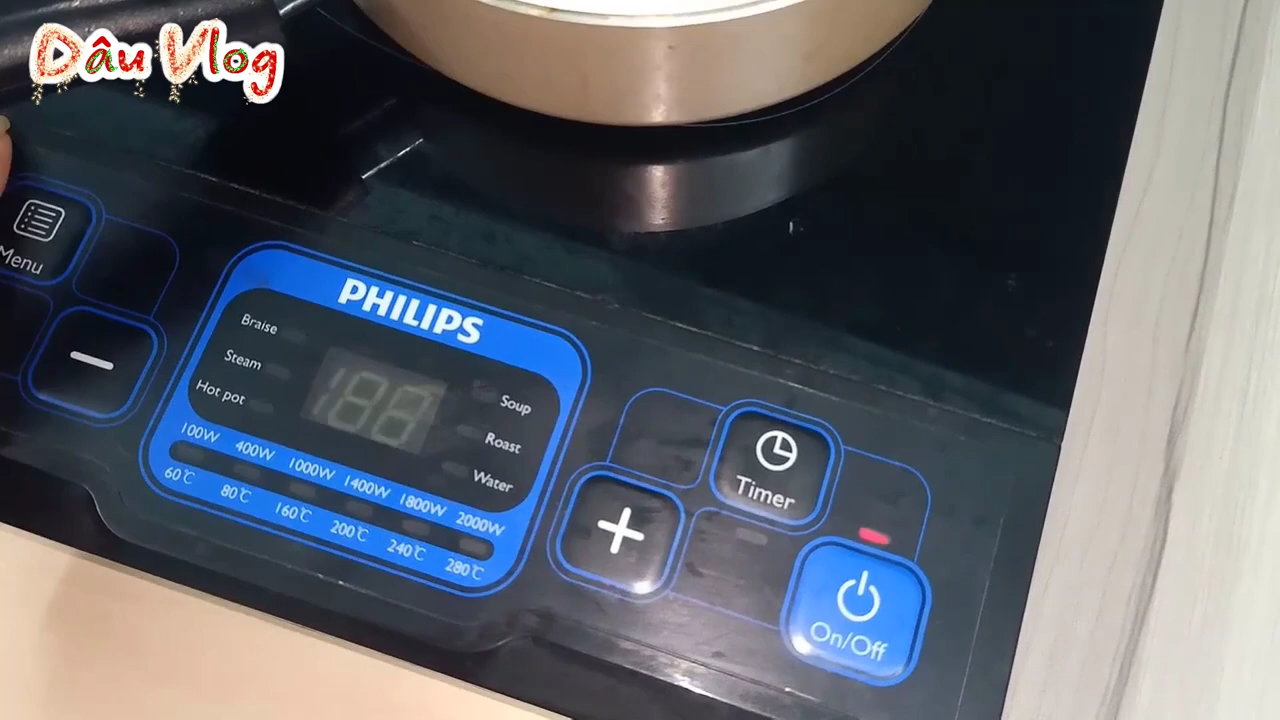 Dâu Vlog
Menu
PHILIPS
Braise
Steam
Hot pot
Soup
Roast
Water
100W 400W 1000W 1400W 1800W 2000W
60℃ 80℃ 160℃ 200℃ 240℃ 280℃
Timer
On/Off